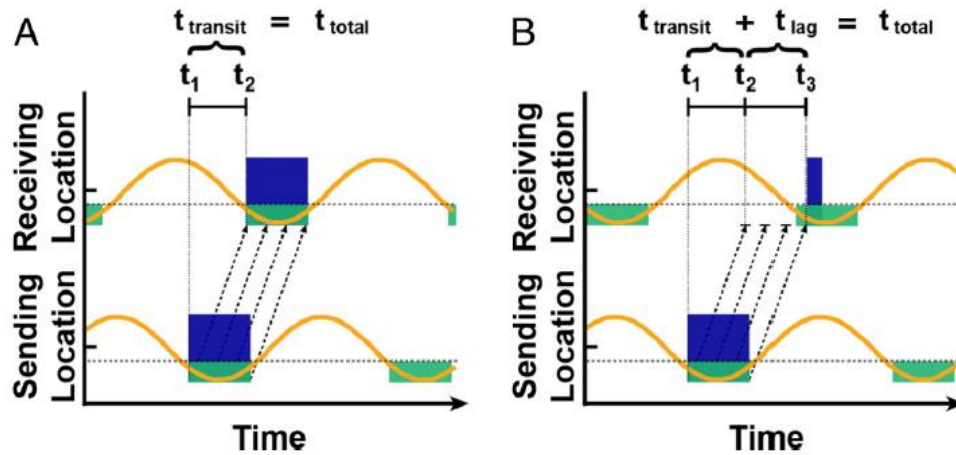 A
t transit = t total
t1 t2
Receiving
Location
Sending
Location
Time
B
t transit + t lag = t total
t1 t2 t3
Receiving
Location
Sending
Location
Time